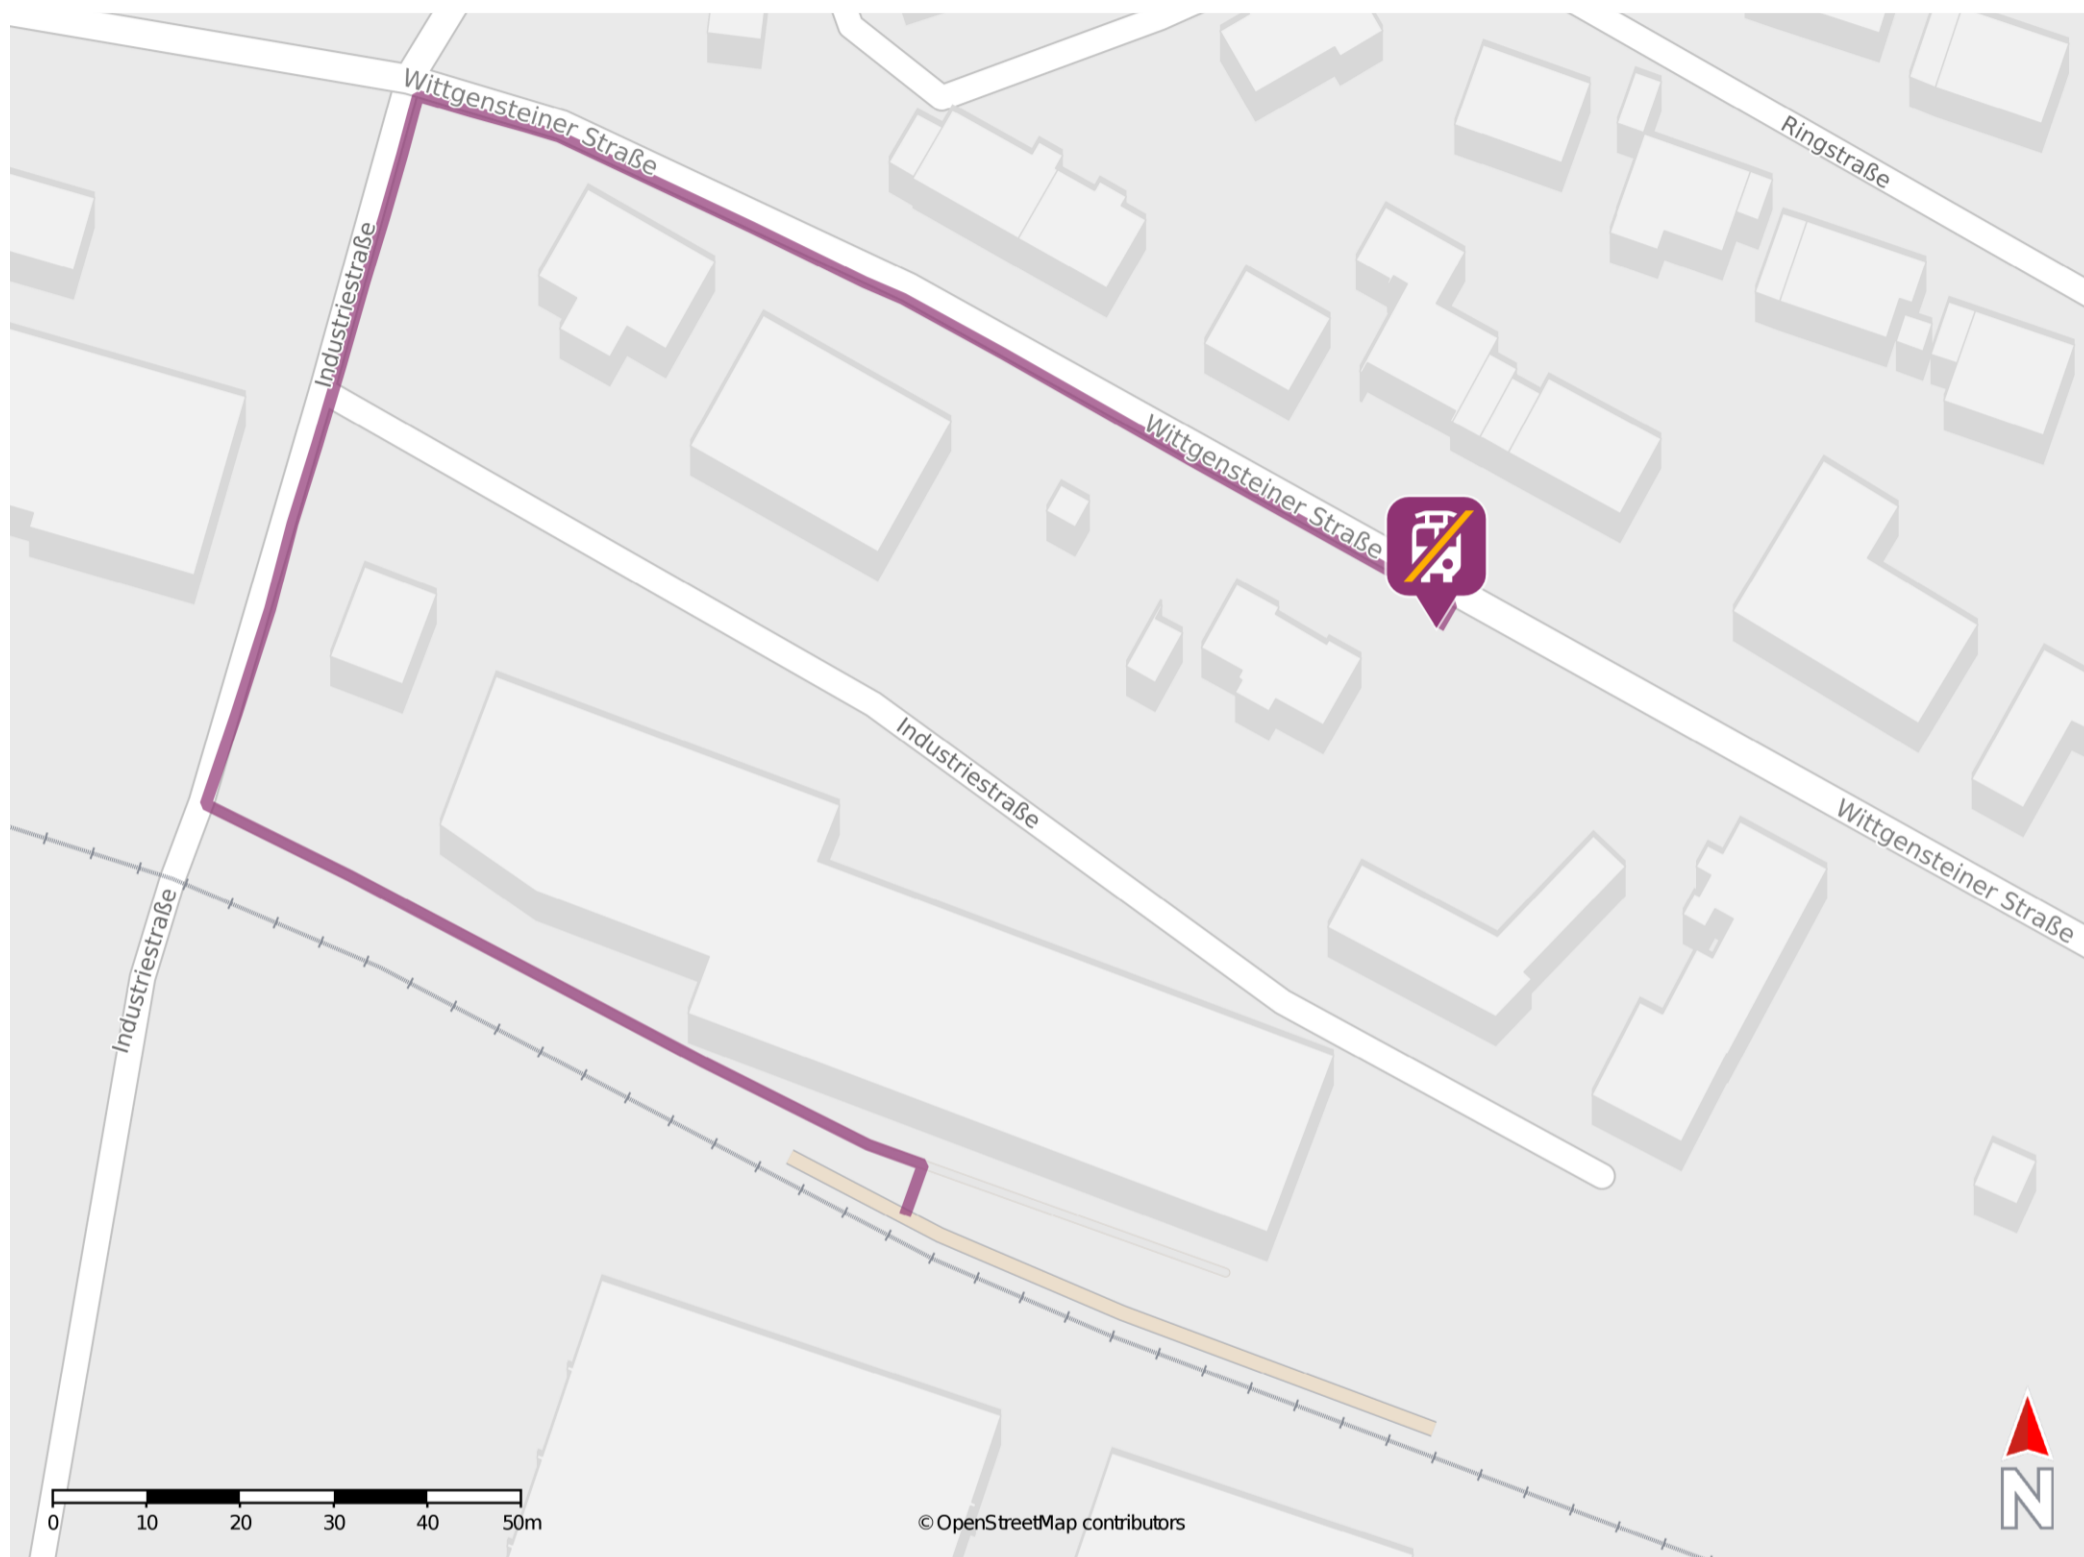 Wittgensteiner Straße
Ringstraße
Industriestraße
Wittgensteiner Straße
Industriestraße
Wittgensteiner Straße
Industriestraße
N
0 10 20 30 40 50m
© OpenStreetMap contributors